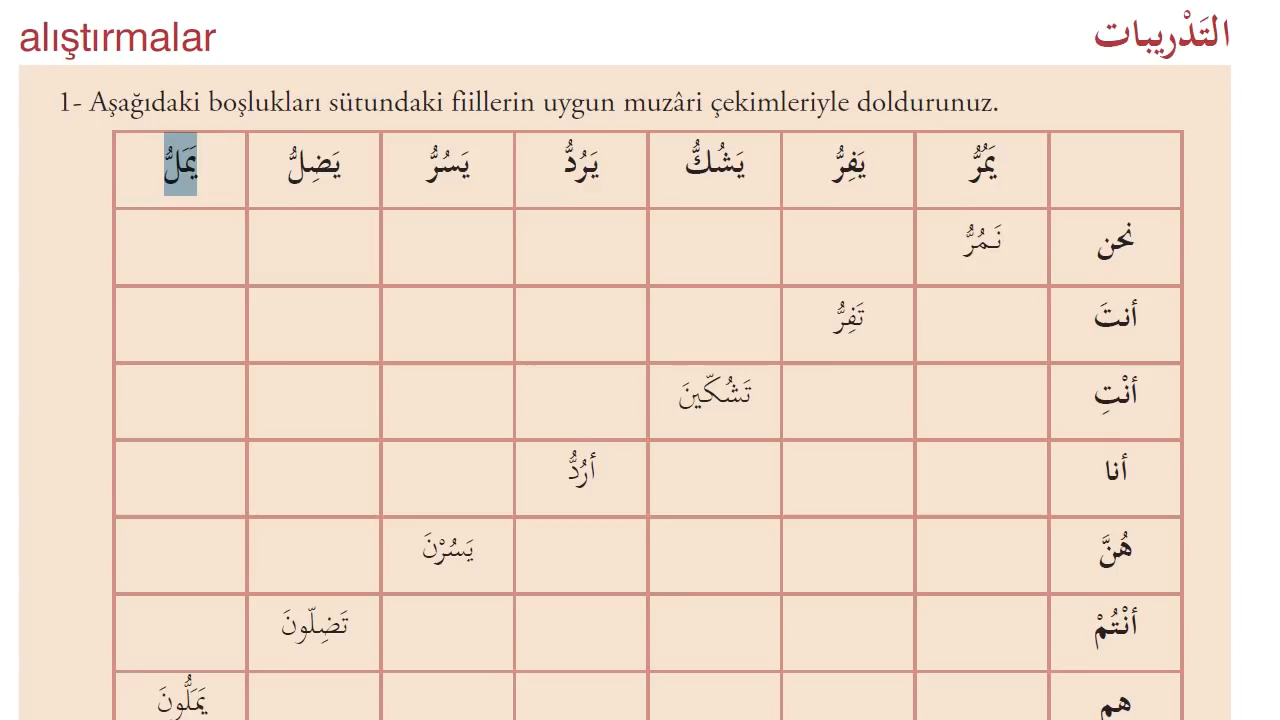 alıştırmalar التَدْرِيبات
1- Aşağıdaki boşlukları sütundaki fiillerin uygun muzâri çekimleriyle doldurunuz.
يَمُرُّ يَفِرُّ يَشُكُّ يَرُدُّ يَسُرُّ يَضِلُّ يَمَلُّ
نحن نَمُرُّ
أنتَ تَفِرُّ
أنْتِ تَشُكّينَ
أنا أرُدُّ
هُنَّ يَسُرْنَ
أنْتُمْ تَضِلّونَ
هم يَمَلُّونَ